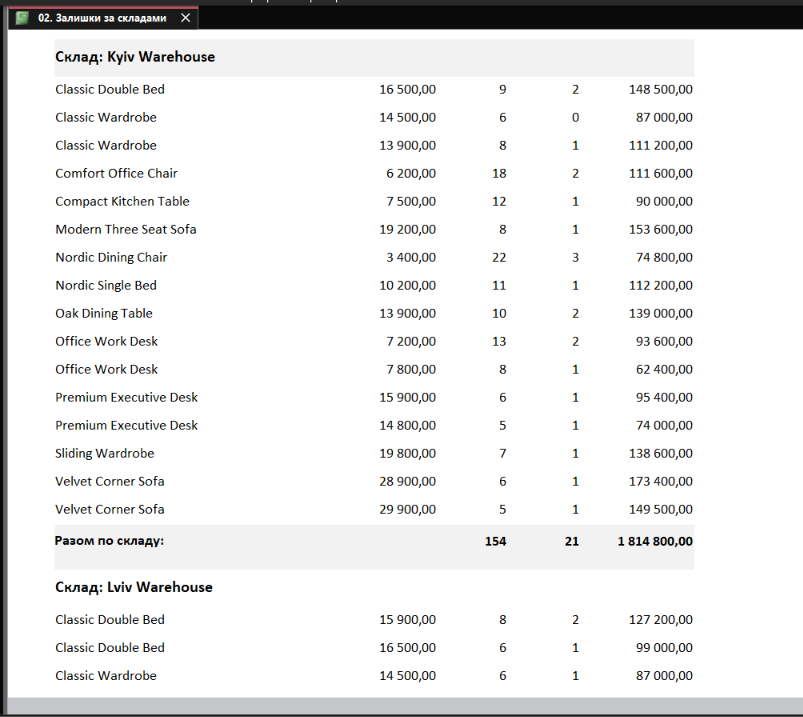 02. Залишки за складами
Склад: Kyiv Warehouse
Classic Double Bed 16 500,00 9 2 148 500,00
Classic Wardrobe 14 500,00 6 0 87 000,00
Classic Wardrobe 13 900,00 8 1 111 200,00
Comfort Office Chair 6 200,00 18 2 111 600,00
Compact Kitchen Table 7 500,00 12 1 90 000,00
Modern Three Seat Sofa 19 200,00 8 1 153 600,00
Nordic Dining Chair 3 400,00 22 3 74 800,00
Nordic Single Bed 10 200,00 11 1 112 200,00
Oak Dining Table 13 900,00 10 2 139 000,00
Office Work Desk 7 200,00 13 2 93 600,00
Office Work Desk 7 800,00 8 1 62 400,00
Premium Executive Desk 15 900,00 6 1 95 400,00
Premium Executive Desk 14 800,00 5 1 74 000,00
Sliding Wardrobe 19 800,00 7 1 138 600,00
Velvet Corner Sofa 28 900,00 6 1 173 400,00
Velvet Corner Sofa 29 900,00 5 1 149 500,00
Разом по складу: 154 21 1 814 800,00
Склад: Lviv Warehouse
Classic Double Bed 15 900,00 8 2 127 200,00
Classic Double Bed 16 500,00 6 1 99 000,00
Classic Wardrobe 14 500,00 6 1 87 000,00